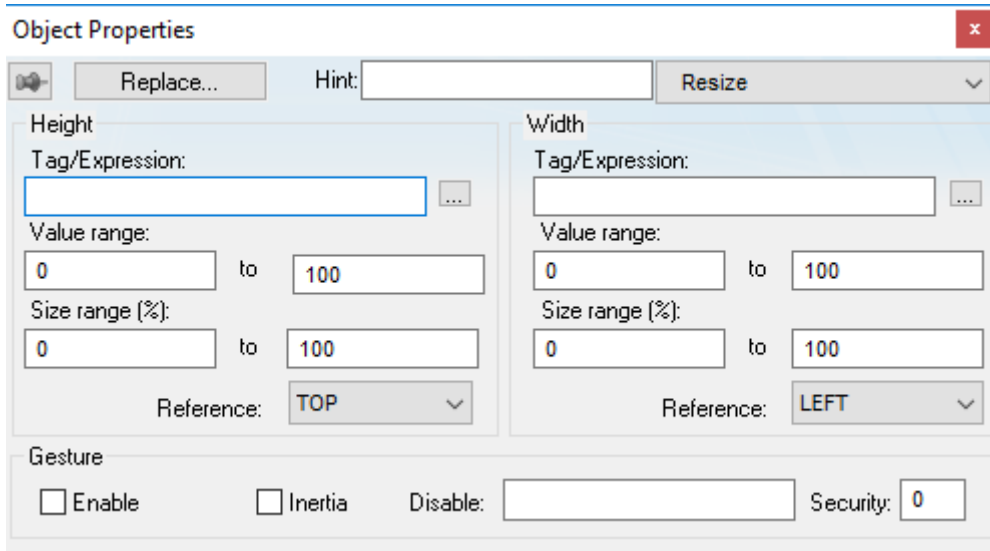 Object Properties x
Replace... Hint: Resize
Height Width
Tag/Expression: Tag/Expression:
... ...
Value range: Value range:
0 to 100 0 to 100
Size range (%): Size range (%):
0 to 100 0 to 100
Reference: TOP Reference: LEFT
Gesture
Enable Inertia Disable: Security: 0